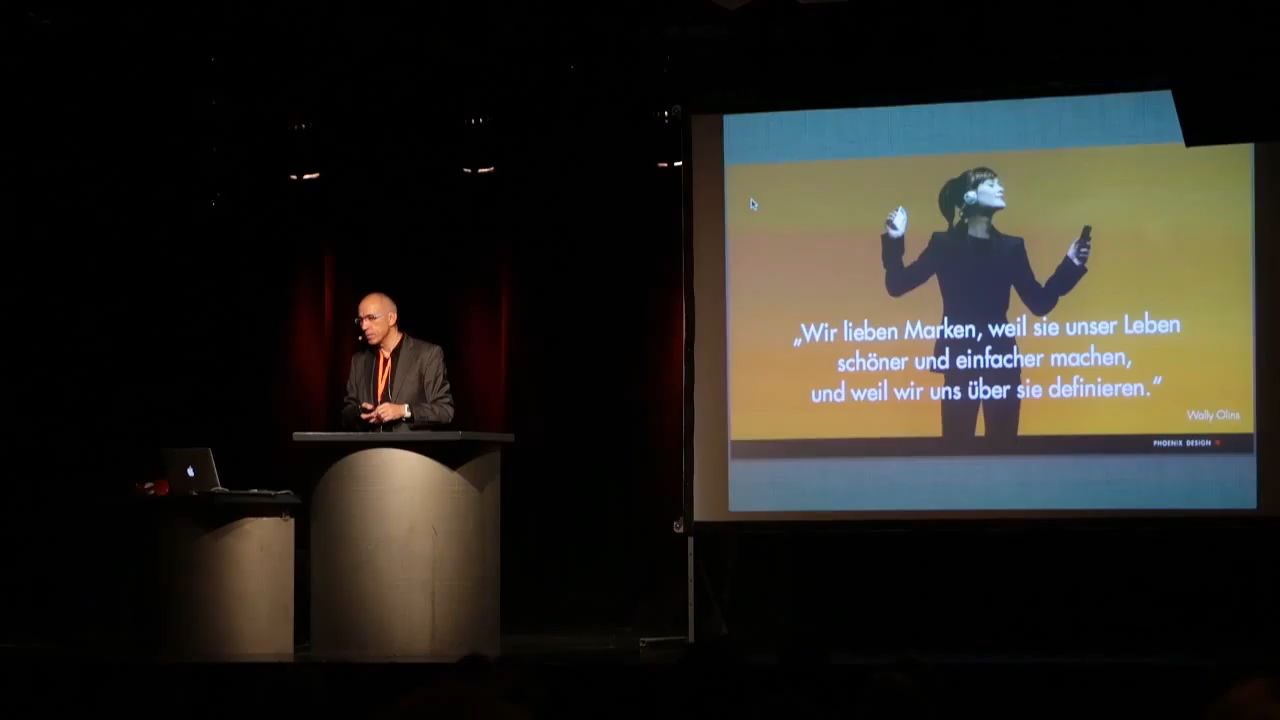 „Wir lieben Marken, weil sie unser Leben
schöner und einfacher machen,
und weil wir uns über sie definieren.“
Wally Olins
PHOENIX DESIGN